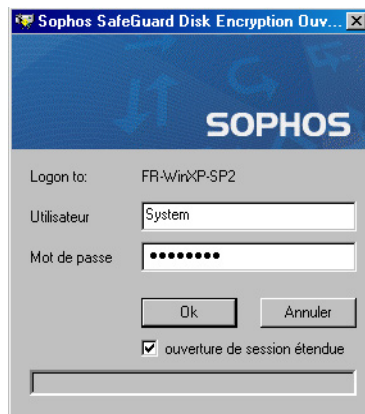 Sophos SafeGuard Disk Encryption Ouv...
SOPHOS
Logon to: FR-WinXP-SP2
Utilisateur System
Mot de passe ●●●●●●●●
Ok Annuler
ouverture de session étendue